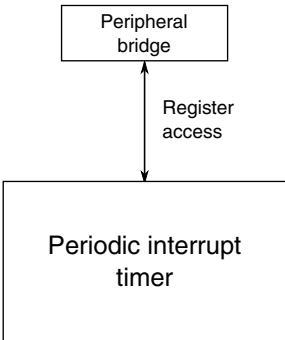 Peripheral
bridge
Register
access
Periodic interrupt
timer